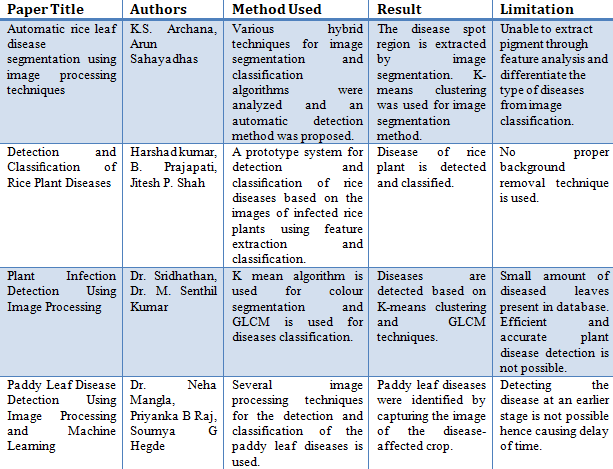 Paper Title Authors Method Used Result Limitation
Automatic rice leaf
disease
segmentation using
image processing
techniques
K.S. Archana,
Arun
Sahayadhas
Various hybrid
techniques for image
segmentation and
classification
algorithms were
analyzed and an
automatic detection
method was proposed.
The disease spot
region is extracted
by image
segmentation. K-
means clustering
was used for image
segmentation
method.
Unable to extract
pigment through
feature analysis and
differentiate the
type of diseases
from image
classification.
Detection and
Classification of
Rice Plant Diseases
Harshadkumar,
B. Prajapati,
Jitesh P. Shah
A prototype system for
detection and
classification of rice
diseases based on the
images of infected rice
plants using feature
extraction and
classification.
Disease of rice
plant is detected
and classified.
No proper
background
removal technique
is used.
Plant Infection
Detection Using
Image Processing
Dr. Sridhathan,
Dr. M. Senthil
Kumar
K mean algorithm is
used for colour
segmentation and
GLCM is used for
diseases classification.
Diseases are
detected based on
K-means clustering
and GLCM
techniques.
Small amount of
diseased leaves
present in database.
Efficient and
accurate plant
disease detection is
not possible.
Paddy Leaf Disease
Detection Using
Image Processing
and Machine
Learning
Dr. Neha
Mangla,
Priyanka B Raj,
Soumya G
Hegde
Several image
processing techniques
for the detection and
classification of the
paddy leaf diseases is
used.
Paddy leaf diseases
were identified by
capturing the image
of the disease-
affected crop.
Detecting the
disease at an earlier
stage is not possible
hence causing delay
of time.